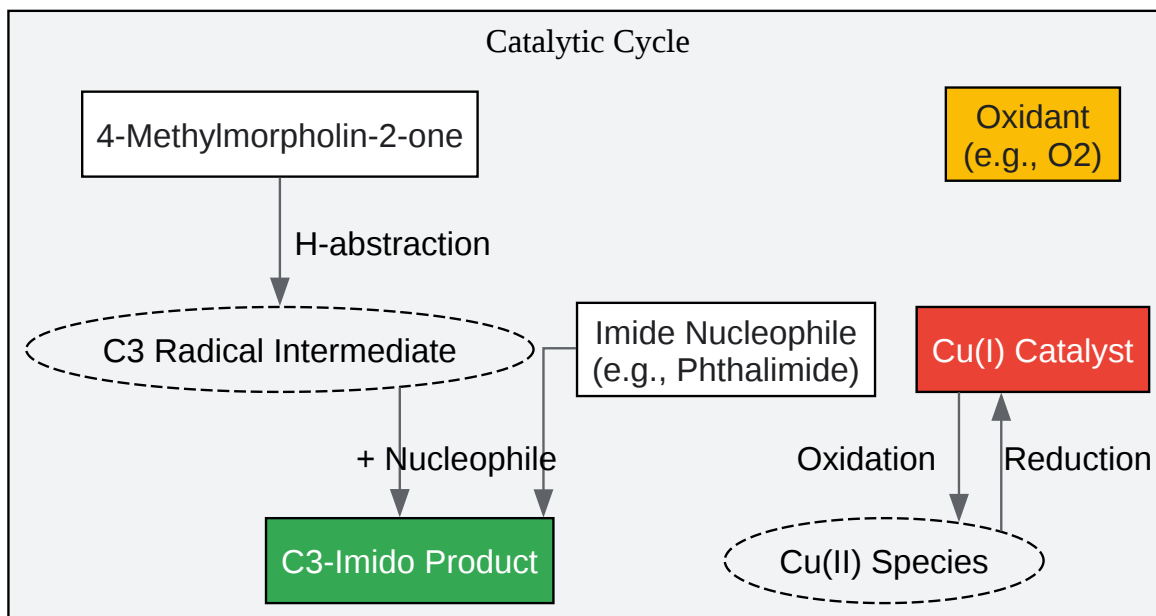 Catalytic Cycle
4-Methylmorpholin-2-one
Oxidant
(e.g., O2)
H-abstraction
C3 Radical Intermediate
Imide Nucleophile
(e.g., Phthalimide)
Cu(I) Catalyst
+ Nucleophile
Oxidation
Reduction
C3-Imido Product
Cu(II) Species